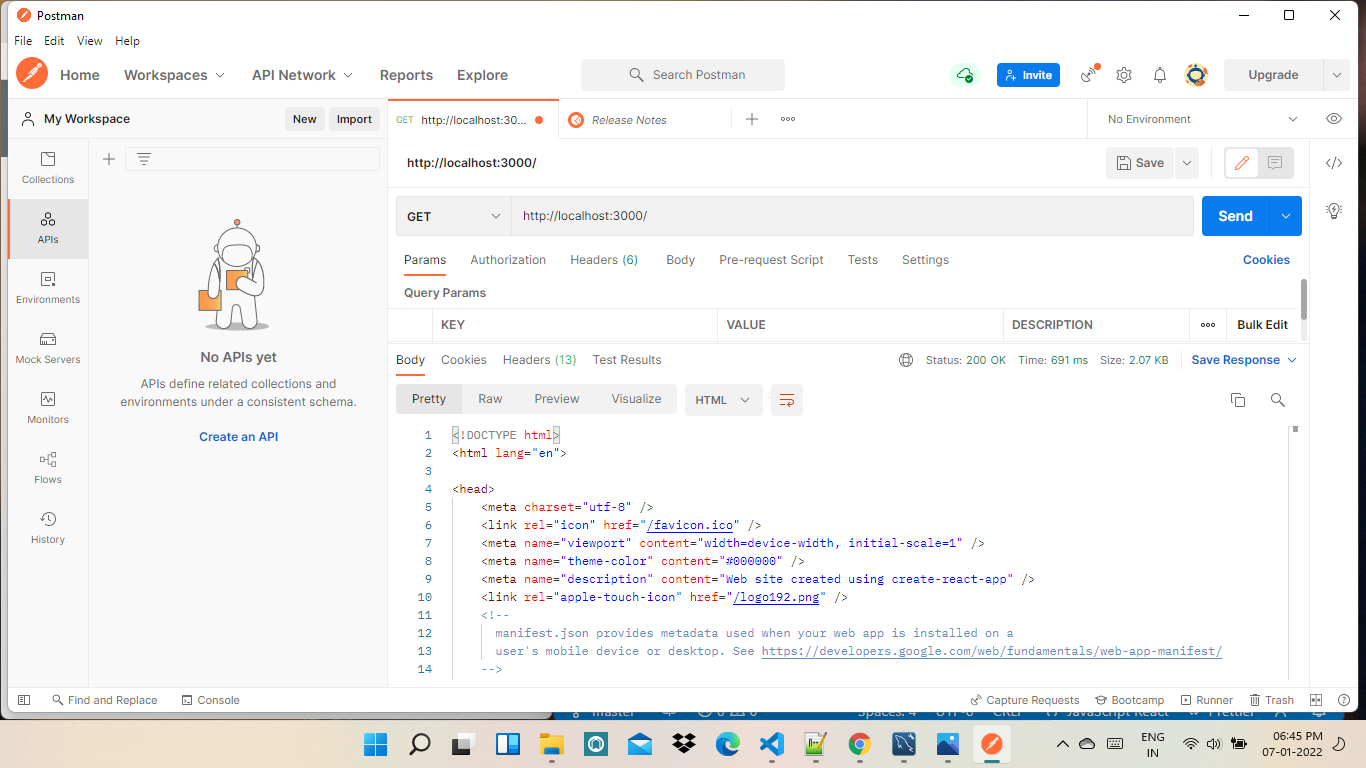 Postman
File Edit View Help
Home Workspaces API Network Reports Explore Search Postman Invite Upgrade
My Workspace New Import GET http://localhost:30... Release Notes No Environment
http://localhost:3000/ Save
GET http://localhost:3000/ Send
Params Authorization Headers (6) Body Pre-request Script Tests Settings Cookies
Query Params
KEY VALUE DESCRIPTION Bulk Edit
Body Cookies Headers (13) Test Results Status: 200 OK Time: 691 ms Size: 2.07 KB Save Response
Pretty Raw Preview Visualize HTML
Collections
APIs
Environments
Mock Servers
Monitors
Flows
History
No APIs yet
APIs define related collections and
environments under a consistent schema.
Create an API
1 <!DOCTYPE html>
2 <html lang="en">
3
4 <head>
5 <meta charset="utf-8" />
6 <link rel="icon" href="/favicon.ico" />
7 <meta name="viewport" content="width=device-width, initial-scale=1" />
8 <meta name="theme-color" content="#000000" />
9 <meta name="description" content="Web site created using create-react-app" />
10 <link rel="apple-touch-icon" href="/logo192.png" />
11 <!--
12 manifest.json provides metadata used when your web app is installed on a
13 user's mobile device or desktop. See https://developers.google.com/web/fundamentals/web-app-manifest/
14 -->
Find and Replace Console Capture Requests Bootcamp Runner Trash
master Spaces: 4 UTF-8 CRLF JavaScript React Prettier
ENG
IN
06:45 PM
07-01-2022